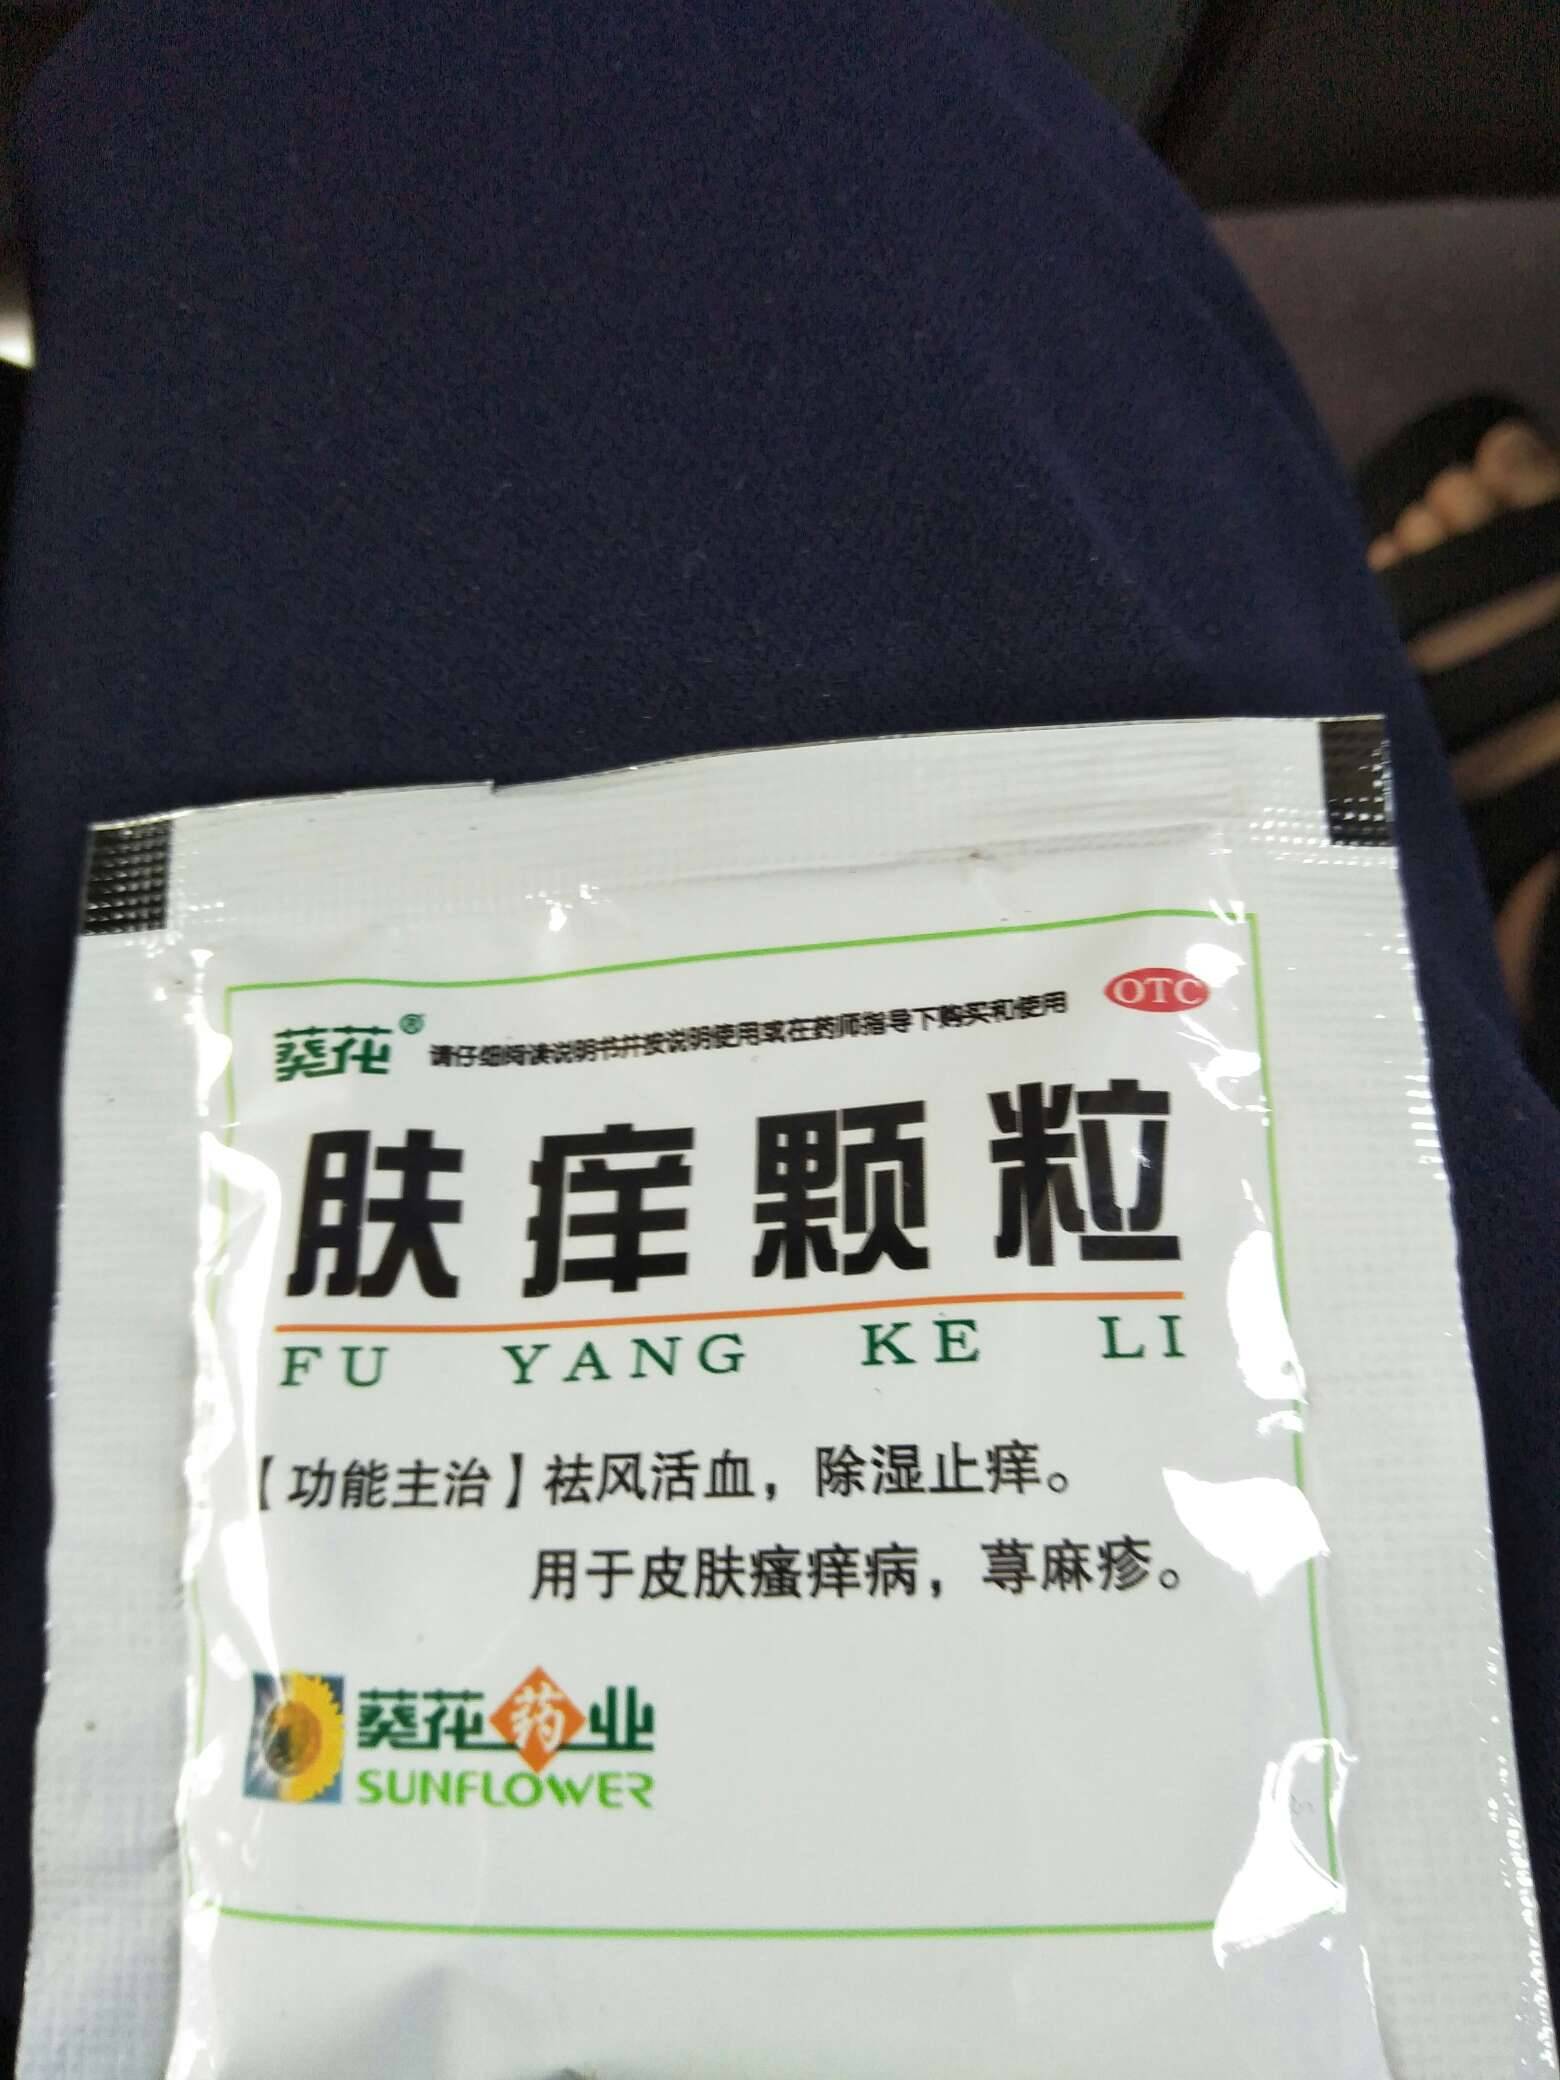 葵花® 请仔细阅读说明书并按说明使用或在药师指导下购买和使用 OTC
肤痒颗粒
FU YANG KE LI
【功能主治】祛风活血，除湿止痒。
用于皮肤瘙痒病，荨麻疹。
葵花药业
SUNFLOWER